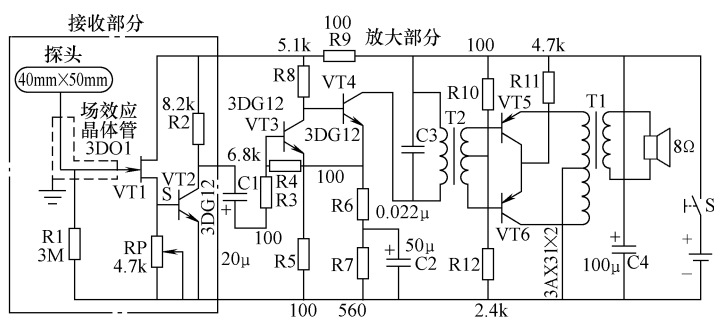 接收部分
探头
40mm×50mm
场效应
晶体管
3DO1
VT1
R1
3M
RP
4.7k
8.2k
R2
S
VT2
3DG12
20μ
C1
6.8k
100
R3
R4
3DG12
VT3
R8
5.1k
100
R9
放大部分
VT4
3DG12
100
R5
100
R6
R7
560
50μ
C2
0.022μ
C3
T2
100
R10
R12
2.4k
4.7k
R11
VT5
VT6
3AX31×2
T1
8Ω
100μ
C4
S